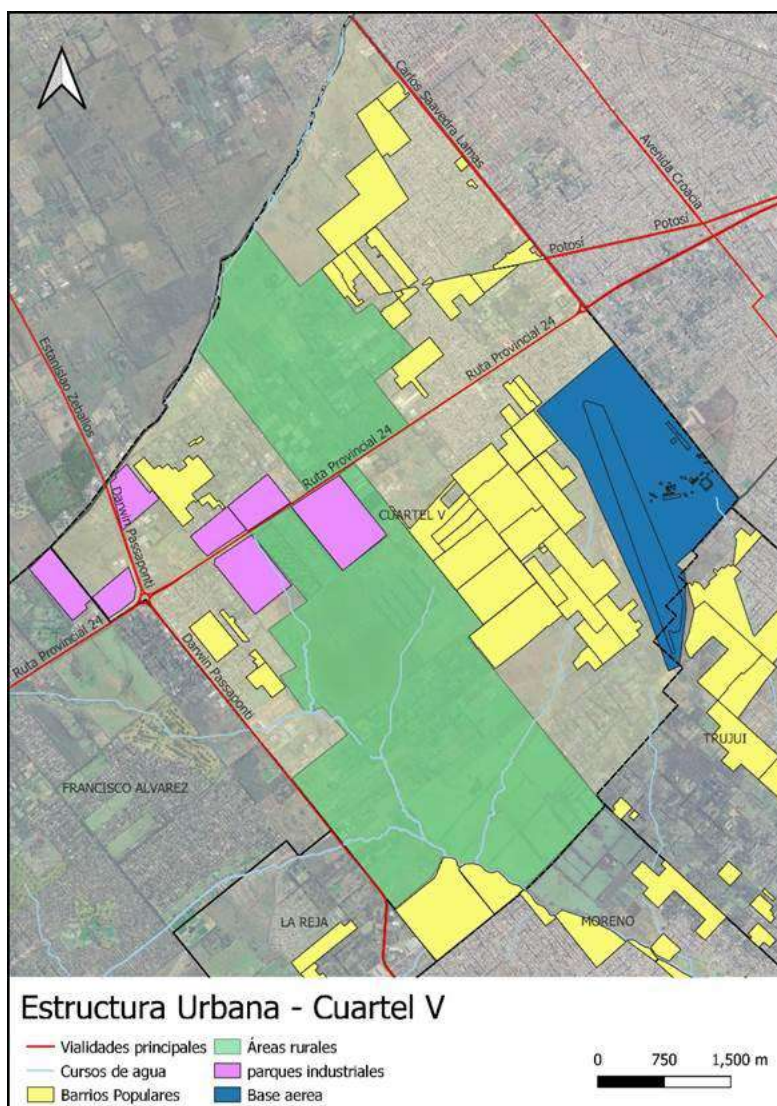 Carlos Saavedra Lamas
Avenida Croacia
Potosí
Potosí
Ruta Provincial 24
Estanislao Zeballos
Ruta Provincial 24
Darwin Passaponti
CUARTEL V
Ruta Provincial 24
Darwin Passaponti
TRUJUI
FRANCISCO ALVAREZ
LA REJA
MORENO
Estructura Urbana - Cuartel V
Vialidades principales
Cursos de agua
Barrios Populares
Áreas rurales
parques industriales
Base aerea
0 750 1,500 m